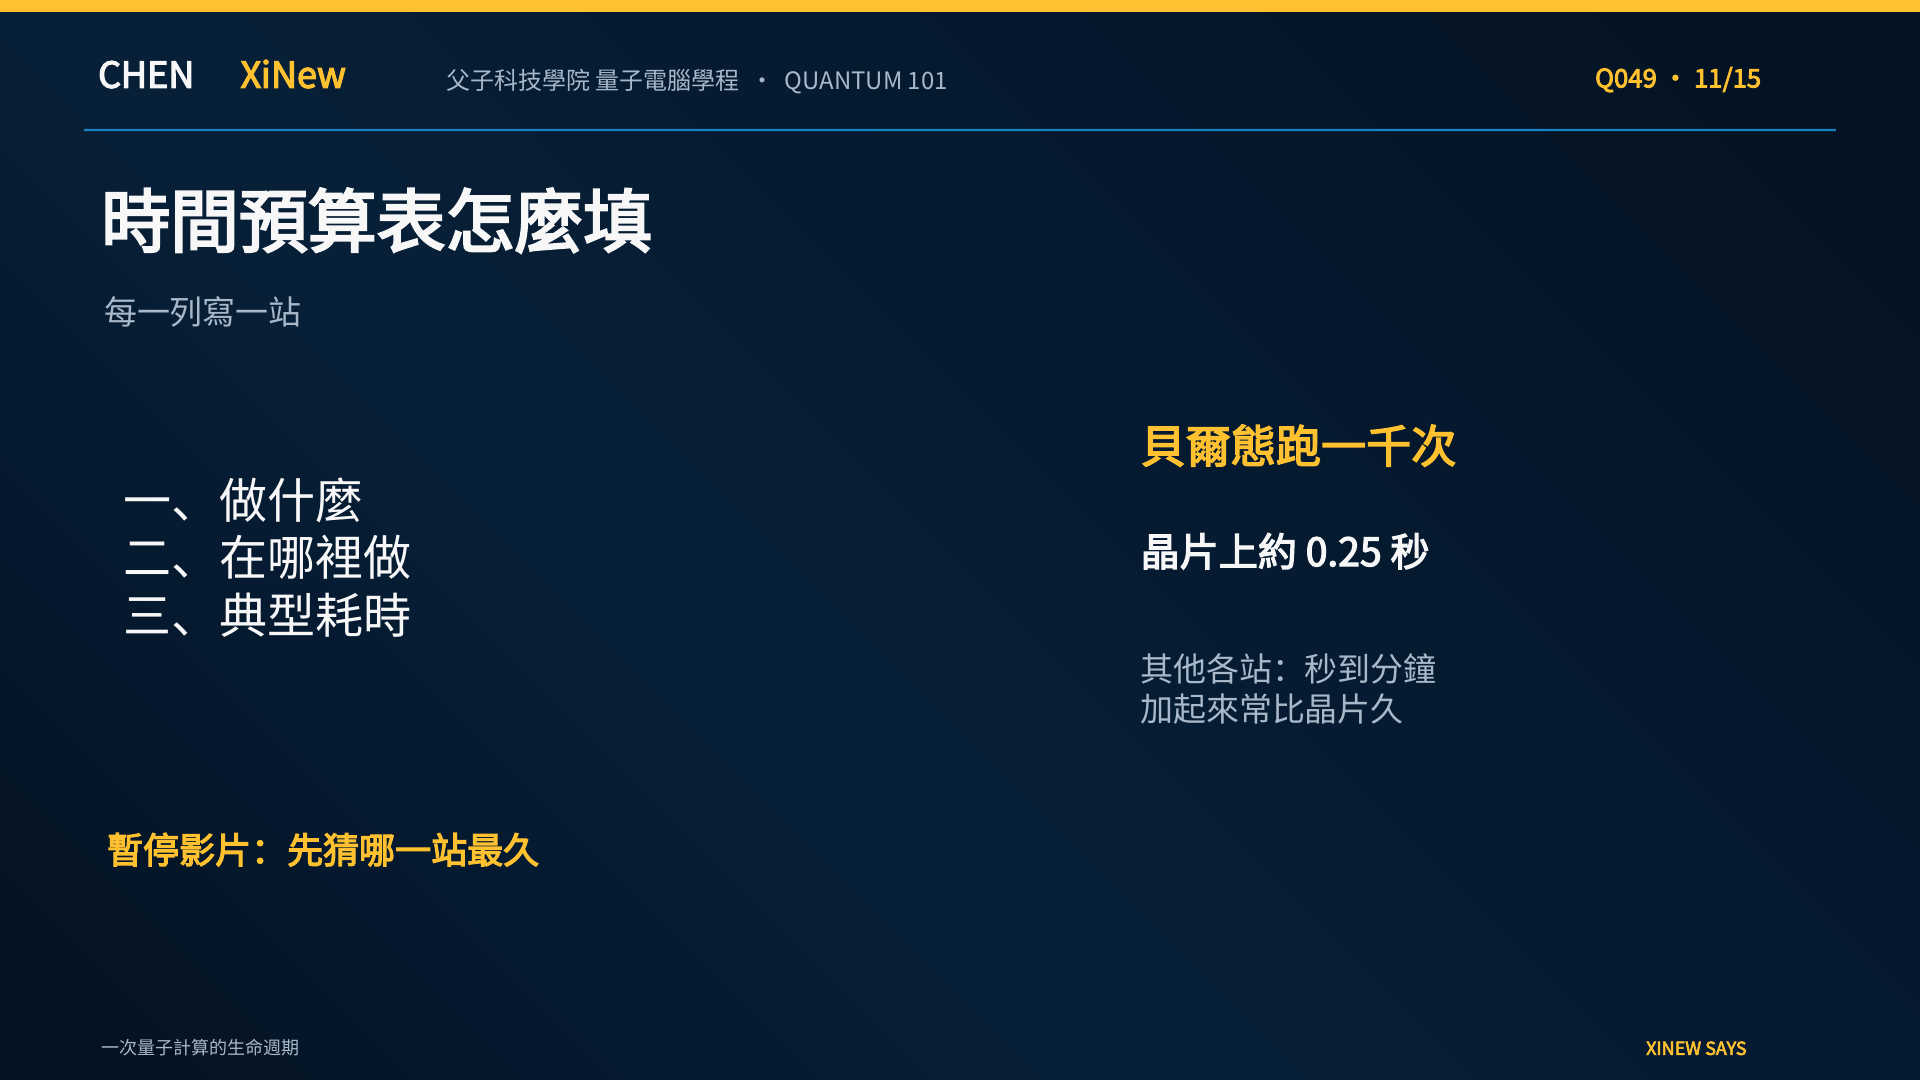 CHEN XiNew 父子科技學院 量子電腦學程 • QUANTUM 101 Q049 • 11/15
時間預算表怎麼填
每一列寫一站
一、做什麼
二、在哪裡做
三、典型耗時
貝爾態跑一千次
晶片上約 0.25 秒
其他各站：秒到分鐘
加起來常比晶片久
暫停影片：先猜哪一站最久
一次量子計算的生命週期 XINEW SAYS